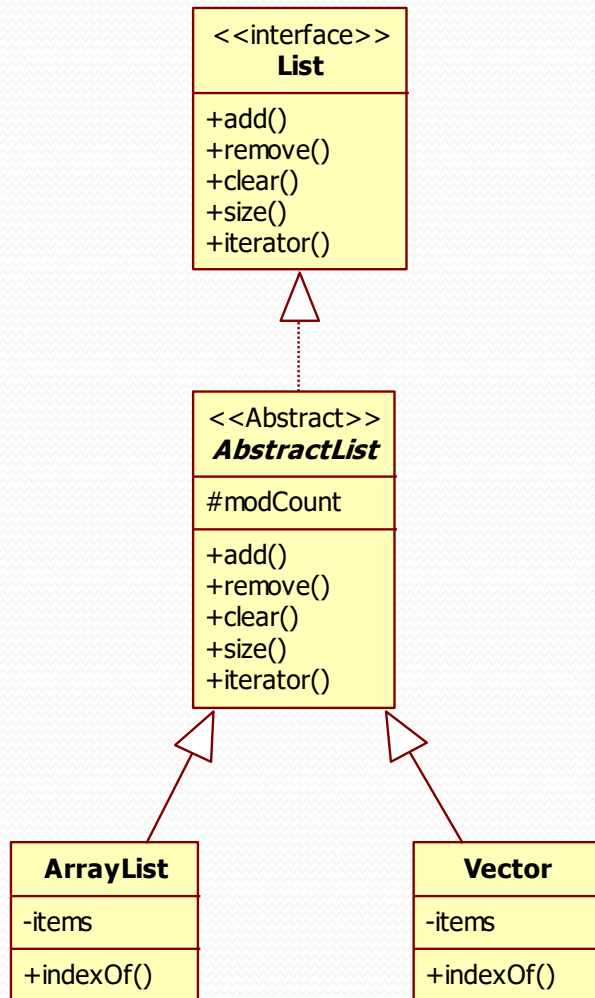 <<interface>>
List
+add()
+remove()
+clear()
+size()
+iterator()
<<Abstract>>
AbstractList
#modCount
+add()
+remove()
+clear()
+size()
+iterator()
ArrayList
-items
+indexOf()
Vector
-items
+indexOf()